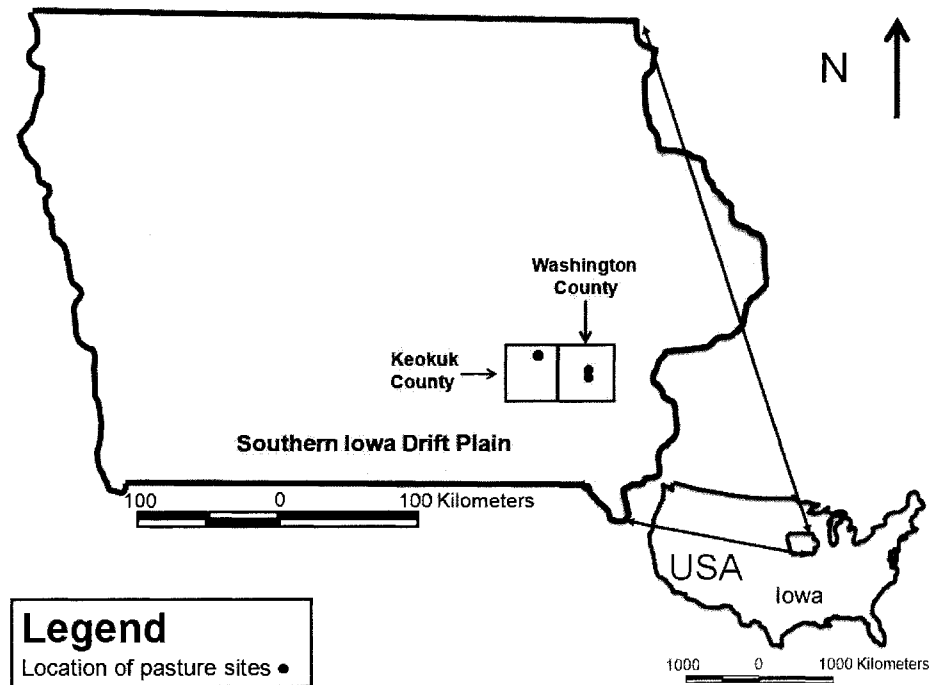 N
Washington
County
Keokuk
County
Southern Iowa Drift Plain
100 0 100 Kilometers
USA
Iowa
Legend
Location of pasture sites
1000 0 1000 Kilometers